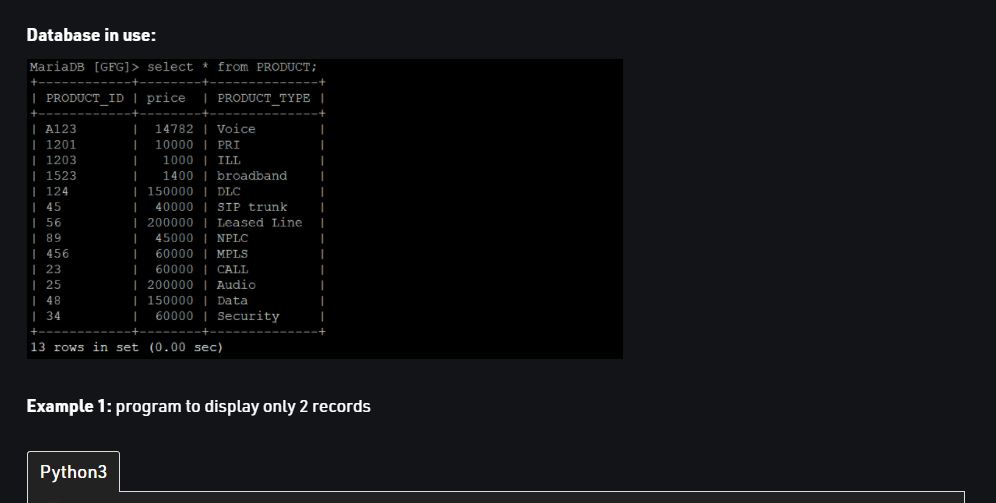 Database in use:
MariaDB [GFG]> select * from PRODUCT;
+------------+--------+--------------+
| PRODUCT_ID | price  | PRODUCT_TYPE |
+------------+--------+--------------+
| A123       |  14782 | Voice        |
| 1201       |  10000 | PRI          |
| 1203       |   1000 | ILL          |
| 1523       |   1400 | broadband    |
| 124        | 150000 | DLC          |
| 45         |  40000 | SIP trunk    |
| 56         | 200000 | Leased Line  |
| 89         |  45000 | NPLC         |
| 456        |  60000 | MPLS         |
| 23         |  60000 | CALL         |
| 25         | 200000 | Audio        |
| 48         | 150000 | Data         |
| 34         |  60000 | Security     |
+------------+--------+--------------+
13 rows in set (0.00 sec)
Example 1: program to display only 2 records
Python3